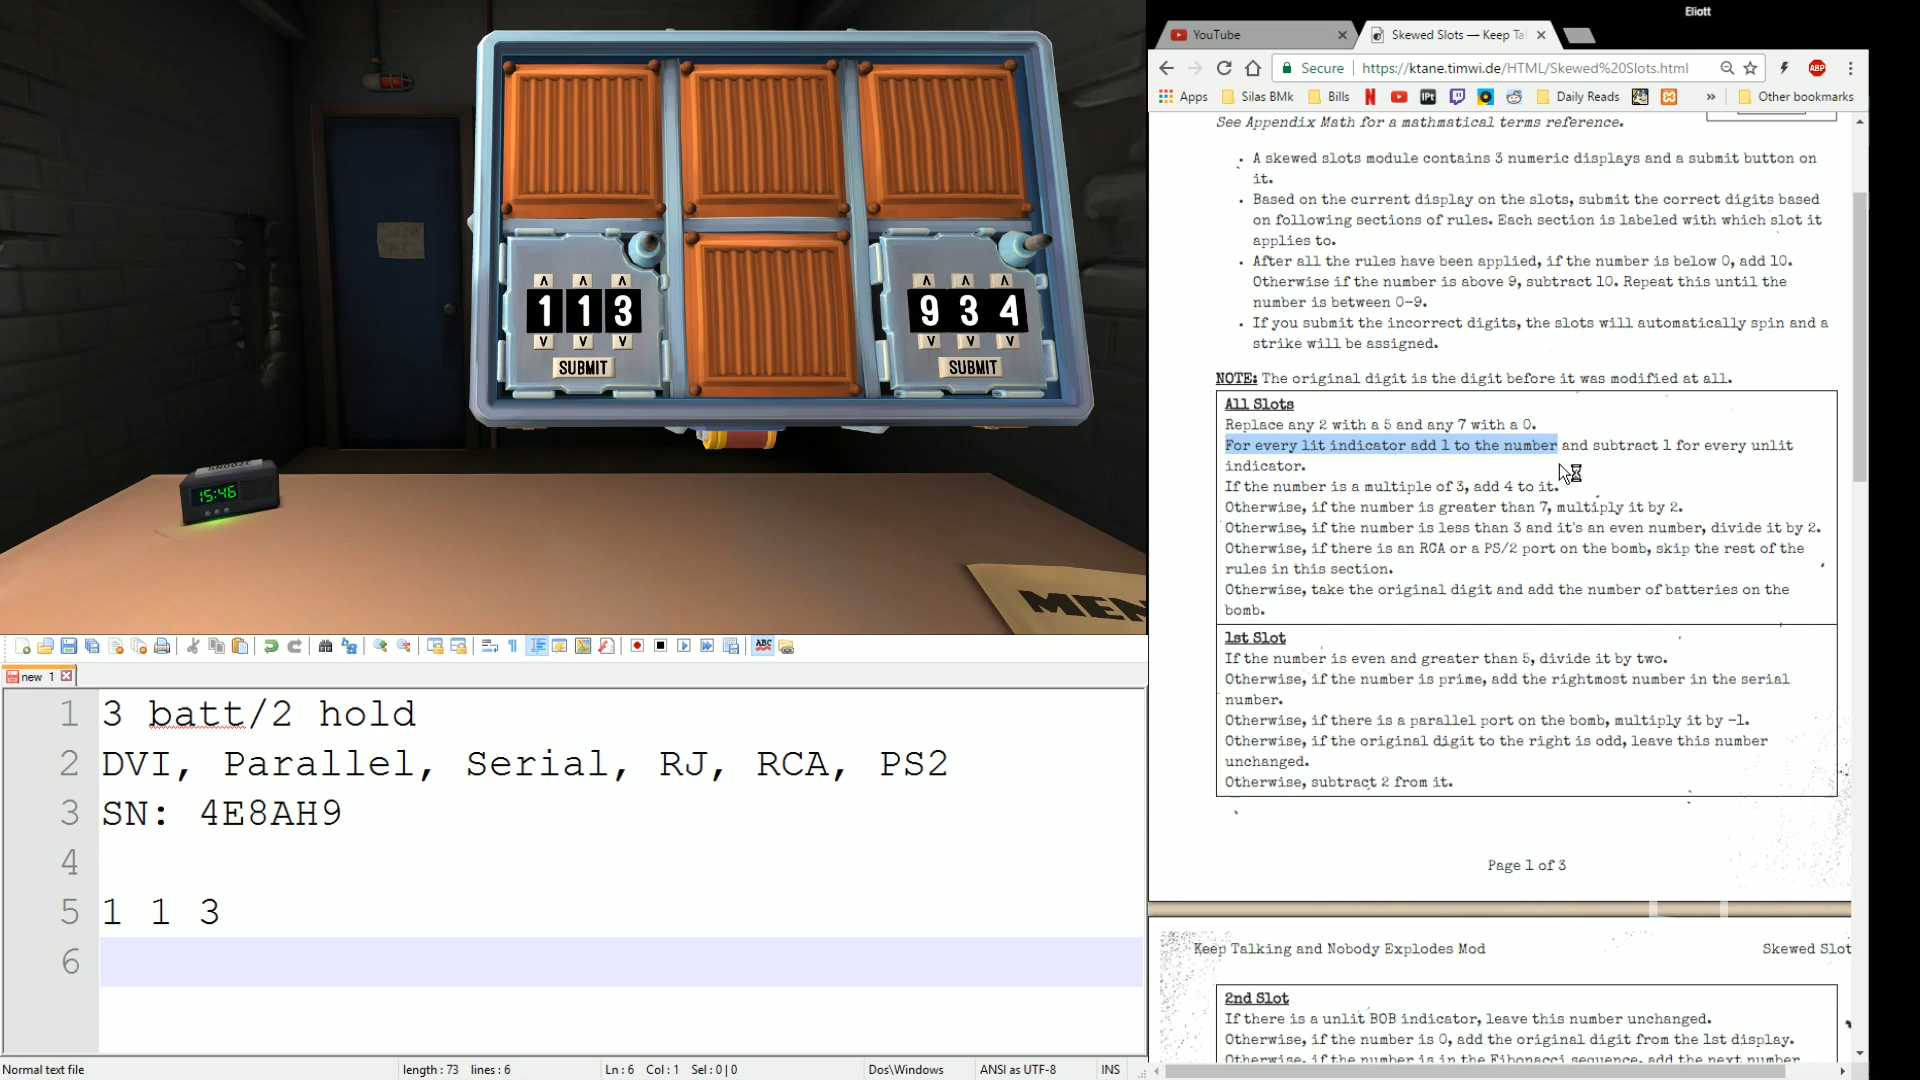 Eliott
YouTube
Skewed Slots — Keep Ta
Secure
https://ktane.timwi.de/HTML/Skewed%20Slots.html
Apps
Silas BMk
Bills
Daily Reads
»
Other bookmarks
See Appendix Math for a mathmatical terms reference.
A skewed slots module contains 3 numeric displays and a submit button on
it.
Based on the current display on the slots, submit the correct digits based
on following sections of rules. Each section is labeled with which slot it
applies to.
After all the rules have been applied, if the number is below 0, add 10.
Otherwise if the number is above 9, subtract 10. Repeat this until the
number is between 0-9.
If you submit the incorrect digits, the slots will automatically spin and a
strike will be assigned.
NOTE: The original digit is the digit before it was modified at all.
All Slots
Replace any 2 with a 5 and any 7 with a 0.
For every lit indicator add 1 to the number and subtract 1 for every unlit
indicator.
If the number is a multiple of 3, add 4 to it.
Otherwise, if the number is greater than 7, multiply it by 2.
Otherwise, if the number is less than 3 and it's an even number, divide it by 2.
Otherwise, if there is an RCA or a PS/2 port on the bomb, skip the rest of the
rules in this section.
Otherwise, take the original digit and add the number of batteries on the
bomb.
1st Slot
If the number is even and greater than 5, divide it by two.
Otherwise, if the number is prime, add the rightmost number in the serial
number.
Otherwise, if there is a parallel port on the bomb, multiply it by -1.
Otherwise, if the original digit to the right is odd, leave this number
unchanged.
Otherwise, subtract 2 from it.
Page 1 of 3
Keep Talking and Nobody Explodes Mod
Skewed Slot
2nd Slot
If there is a unlit BOB indicator, leave this number unchanged.
Otherwise, if the number is 0, add the original digit from the 1st display.
Otherwise, if the number is in the Fibonacci sequence, add the next number
1 1 3
SUBMIT
9 3 4
SUBMIT
SNOOZE
15:46
MEN
new 1
1 3 batt/2 hold
2 DVI, Parallel, Serial, RJ, RCA, PS2
3 SN: 4E8AH9
4
5 1 1 3
6
Normal text file
length : 73 lines : 6
Ln : 6 Col : 1 Sel : 0 | 0
Dos\Windows
ANSI as UTF-8
INS